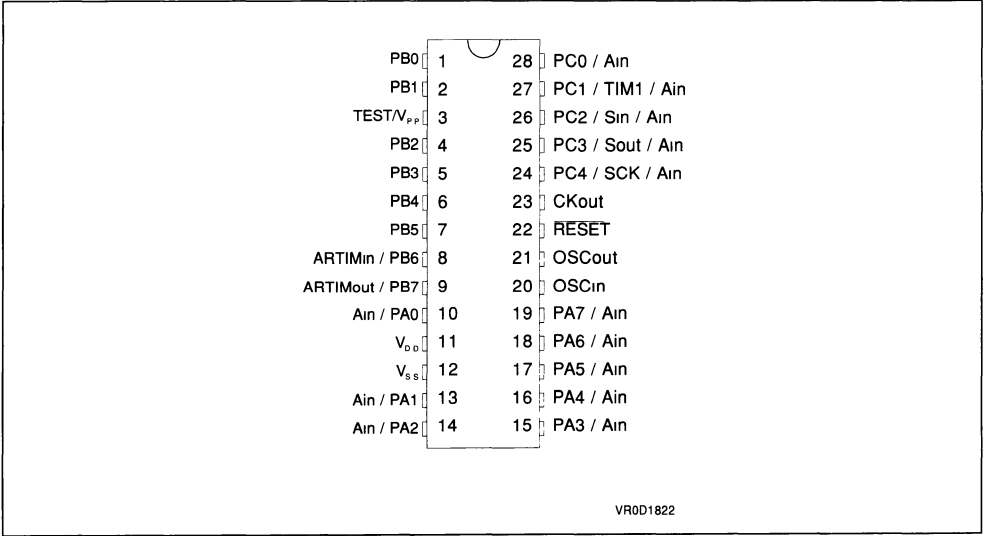 PB0 1 28 PC0 / Ain
PB1 2 27 PC1 / TIM1 / Ain
TEST/VPP 3 26 PC2 / Sin / Ain
PB2 4 25 PC3 / Sout / Ain
PB3 5 24 PC4 / SCK / Ain
PB4 6 23 CKout
PB5 7 22 RESET
ARTIMin / PB6 8 21 OSCout
ARTIMout / PB7 9 20 OSCin
Ain / PA0 10 19 PA7 / Ain
VDD 11 18 PA6 / Ain
VSS 12 17 PA5 / Ain
Ain / PA1 13 16 PA4 / Ain
Ain / PA2 14 15 PA3 / Ain
VR0D1822